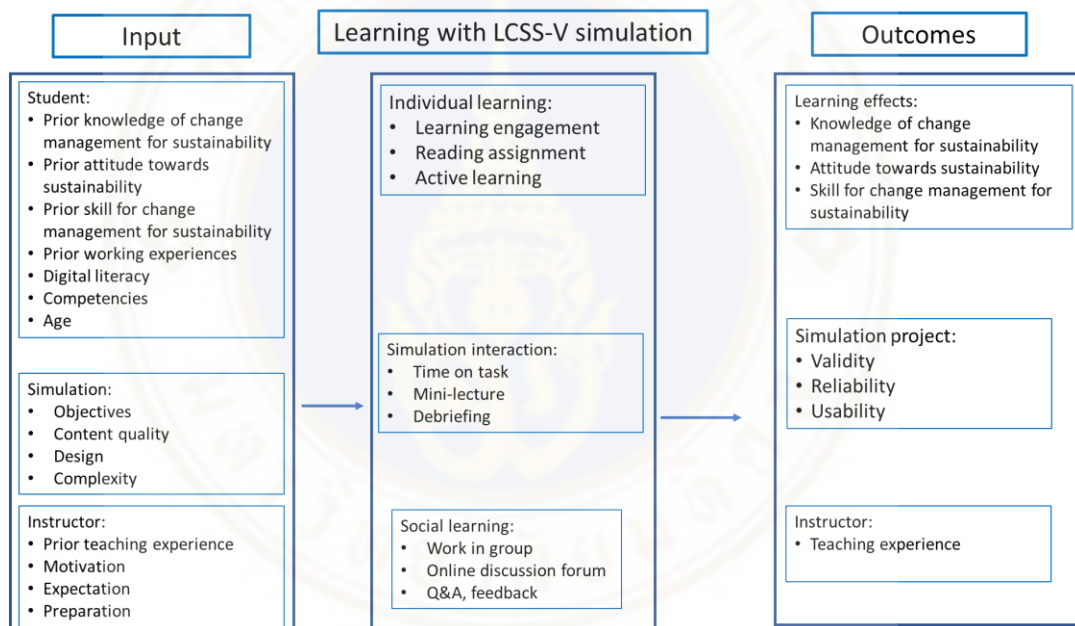 Input
Learning with LCSS-V simulation
Outcomes
Student:
• Prior knowledge of change
management for sustainability
• Prior attitude towards
sustainability
• Prior skill for change
management for sustainability
• Prior working experiences
• Digital literacy
• Competencies
• Age
Simulation:
• Objectives
• Content quality
• Design
• Complexity
Instructor:
• Prior teaching experience
• Motivation
• Expectation
• Preparation
Individual learning:
• Learning engagement
• Reading assignment
• Active learning
Simulation interaction:
• Time on task
• Mini-lecture
• Debriefing
Social learning:
• Work in group
• Online discussion forum
• Q&A, feedback
Learning effects:
• Knowledge of change
management for sustainability
• Attitude towards sustainability
• Skill for change management for
sustainability
Simulation project:
• Validity
• Reliability
• Usability
Instructor:
• Teaching experience